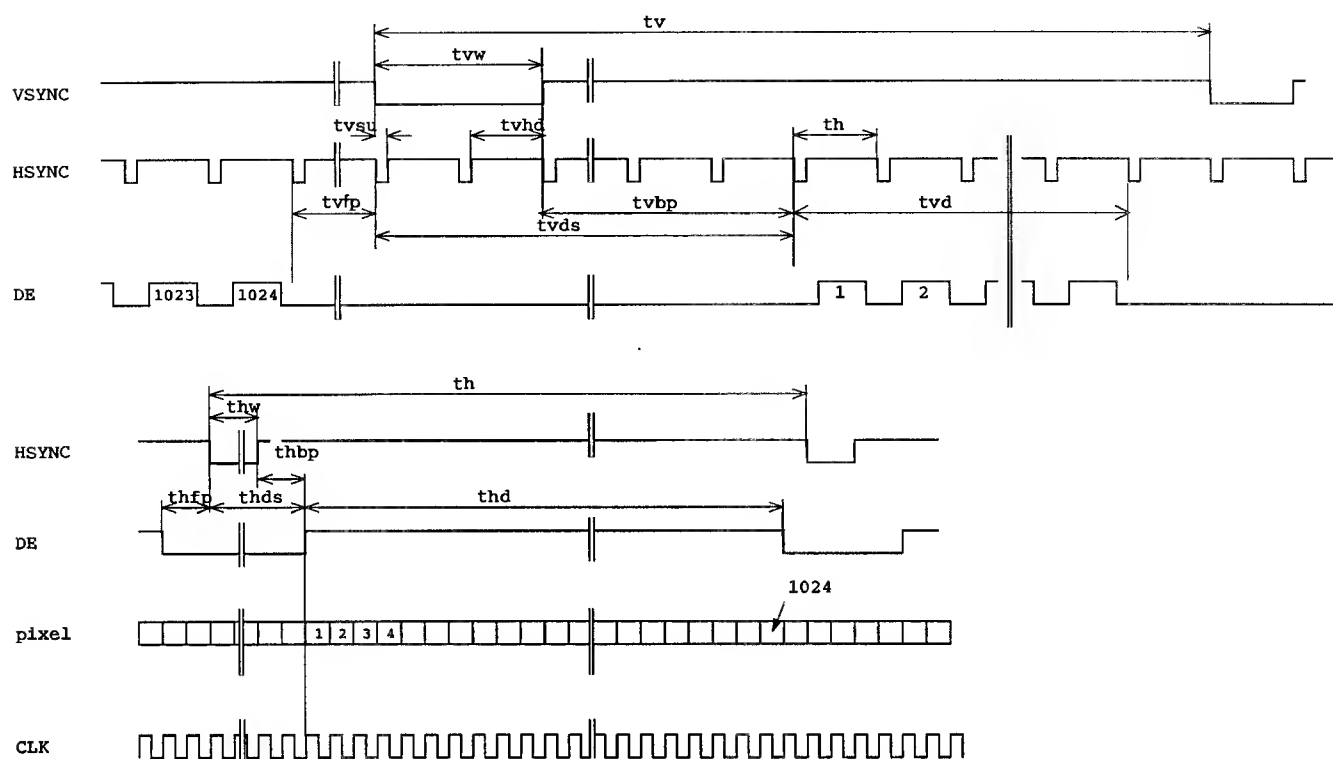 tv
tvw
VSYNC
tvsu
tvhd
th
HSYNC
tvfp
tvbp
tvd
tvds
DE
1023
1024
1
2
th
thw
HSYNC
thbp
thfp
thds
thd
DE
1024
pixel
1 2 3 4
CLK